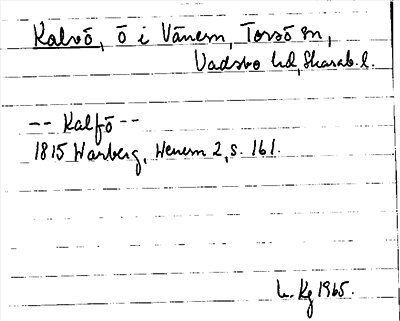 Kalvö, ö i Vänern, Torsö sn,
Vadsbo hd, Skarab. l.
-- Kalfö --
1815 Warberg, Wenern 2, s. 161.
L. Kg 1965.